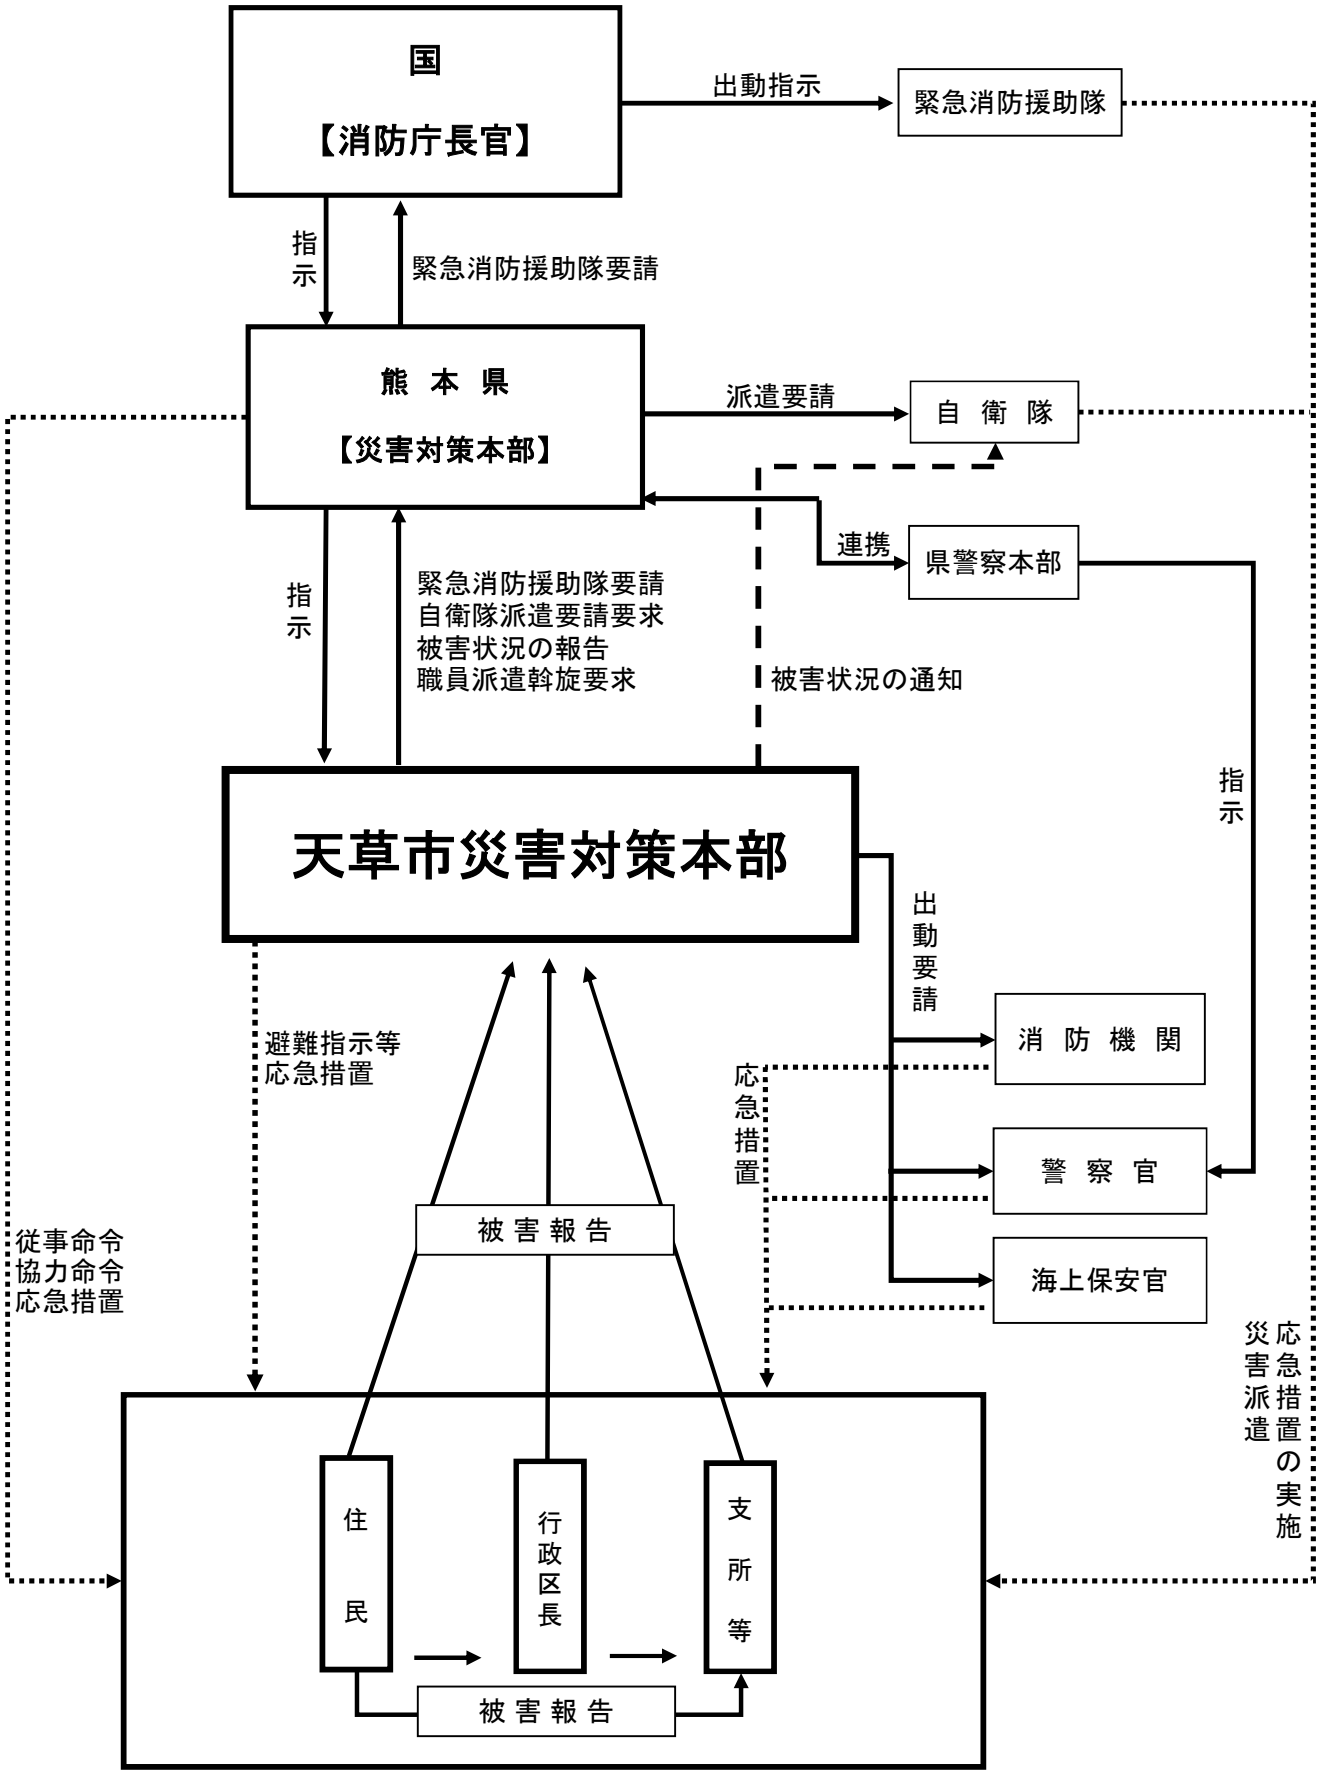 国
【消防庁長官】
出動指示
緊急消防援助隊
指示
緊急消防援助隊要請
熊本県
【災害対策本部】
派遣要請
自衛隊
連携
県警察本部
指示
緊急消防援助隊要請
自衛隊派遣要請要求
被害状況の報告
職員派遣斡旋要求
被害状況の通知
指示
天草市災害対策本部
出動要請
消防機関
避難指示等
応急措置
応急措置
警察官
被害報告
従事命令
協力命令
応急措置
海上保安官
応急措置の実施
災害派遣
住民
行政区長
支所等
被害報告